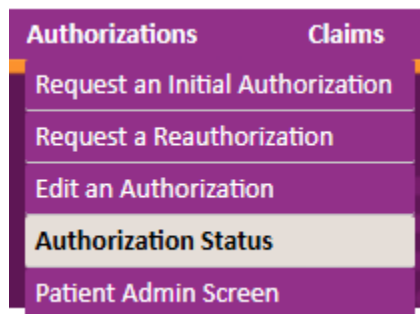 Authorizations Claims
Request an Initial Authorization
Request a Reauthorization
Edit an Authorization
Authorization Status
Patient Admin Screen